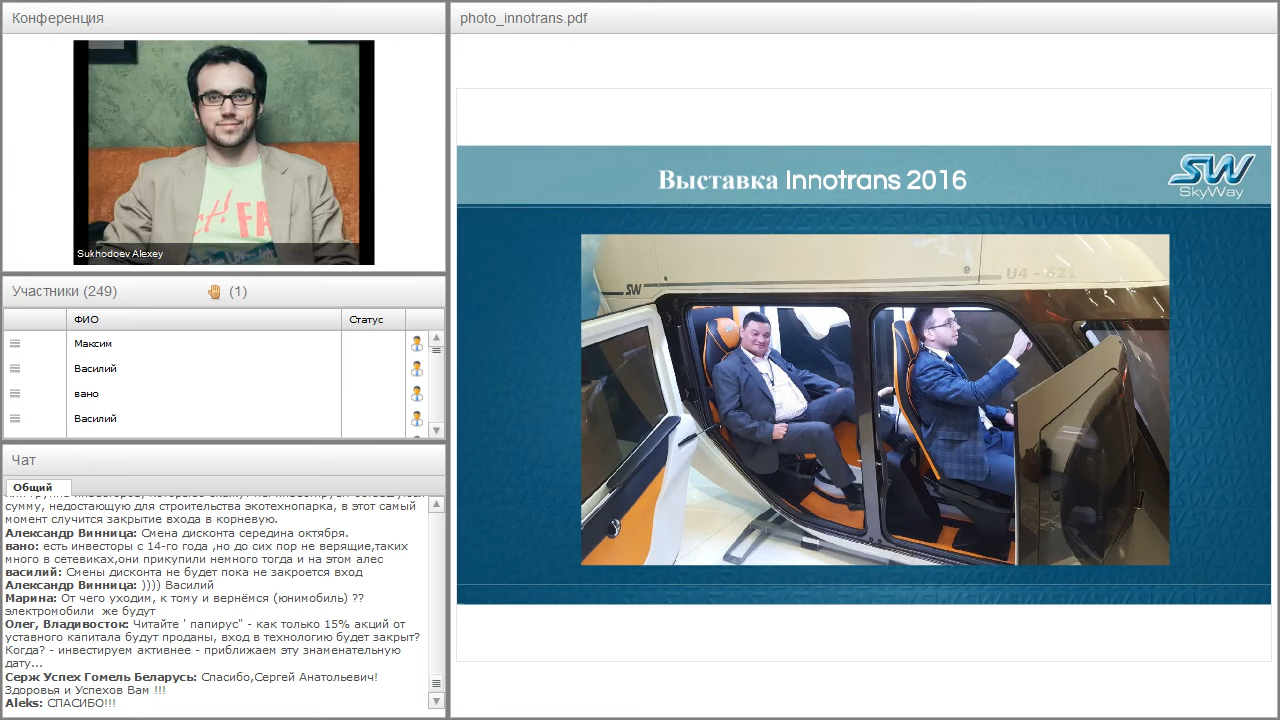 Конференция
Sukhodoev Alexey
Участники (249)
(1)
ФИО
Статус
Максим
Василий
вано
Василий
Чат
Общий
сумму, недостающую для строительства экотехнопарка, в этот самый
момент случится закрытие входа в корневую.
Александр Винница: Смена дисконта середина октября.
вано: есть инвесторы с 14-го года ,но до сих пор не верящие,таких
много в сетевиках,они прикупили немного тогда и на этом алес
василий: Смены дисконта не будет пока не закроется вход
Александр Винница: )))) Василий
Марина: От чего уходим, к тому и вернёмся (юнимобиль) ??
электромобили  же будут
Олег, Владивосток: Читайте ' папирус" - как только 15% акций от
уставного капитала будут проданы, вход в технологию будет закрыт?
Когда? - инвестируем активнее - приближаем эту знаменательную
дату...
Серж Успех Гомель Беларусь: Спасибо,Сергей Анатольевич!
Здоровья и Успехов Вам !!!
Aleks: СПАСИБО!!!
photo_innotrans.pdf
Выставка Innotrans 2016
SW
SkyWay
U4 - 621
SW